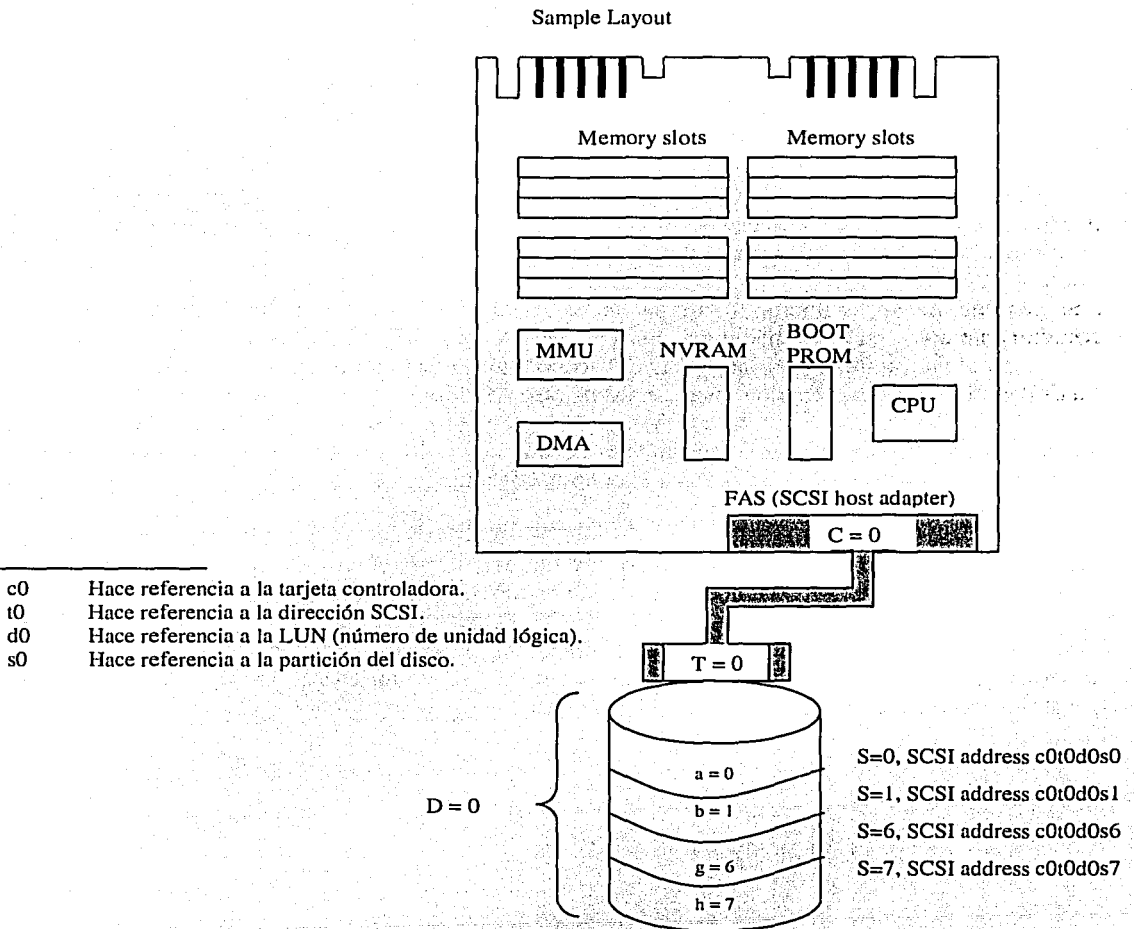 Sample Layout
Memory slots Memory slots
MMU NVRAM BOOT PROM
CPU
DMA
FAS (SCSI host adapter)
C = 0
c0 Hace referencia a la tarjeta controladora.
t0 Hace referencia a la dirección SCSI.
d0 Hace referencia a la LUN (número de unidad lógica).
s0 Hace referencia a la partición del disco.
T = 0
D = 0
a = 0
b = 1
g = 6
h = 7
S=0, SCSI address c0t0d0s0
S=1, SCSI address c0t0d0s1
S=6, SCSI address c0t0d0s6
S=7, SCSI address c0t0d0s7